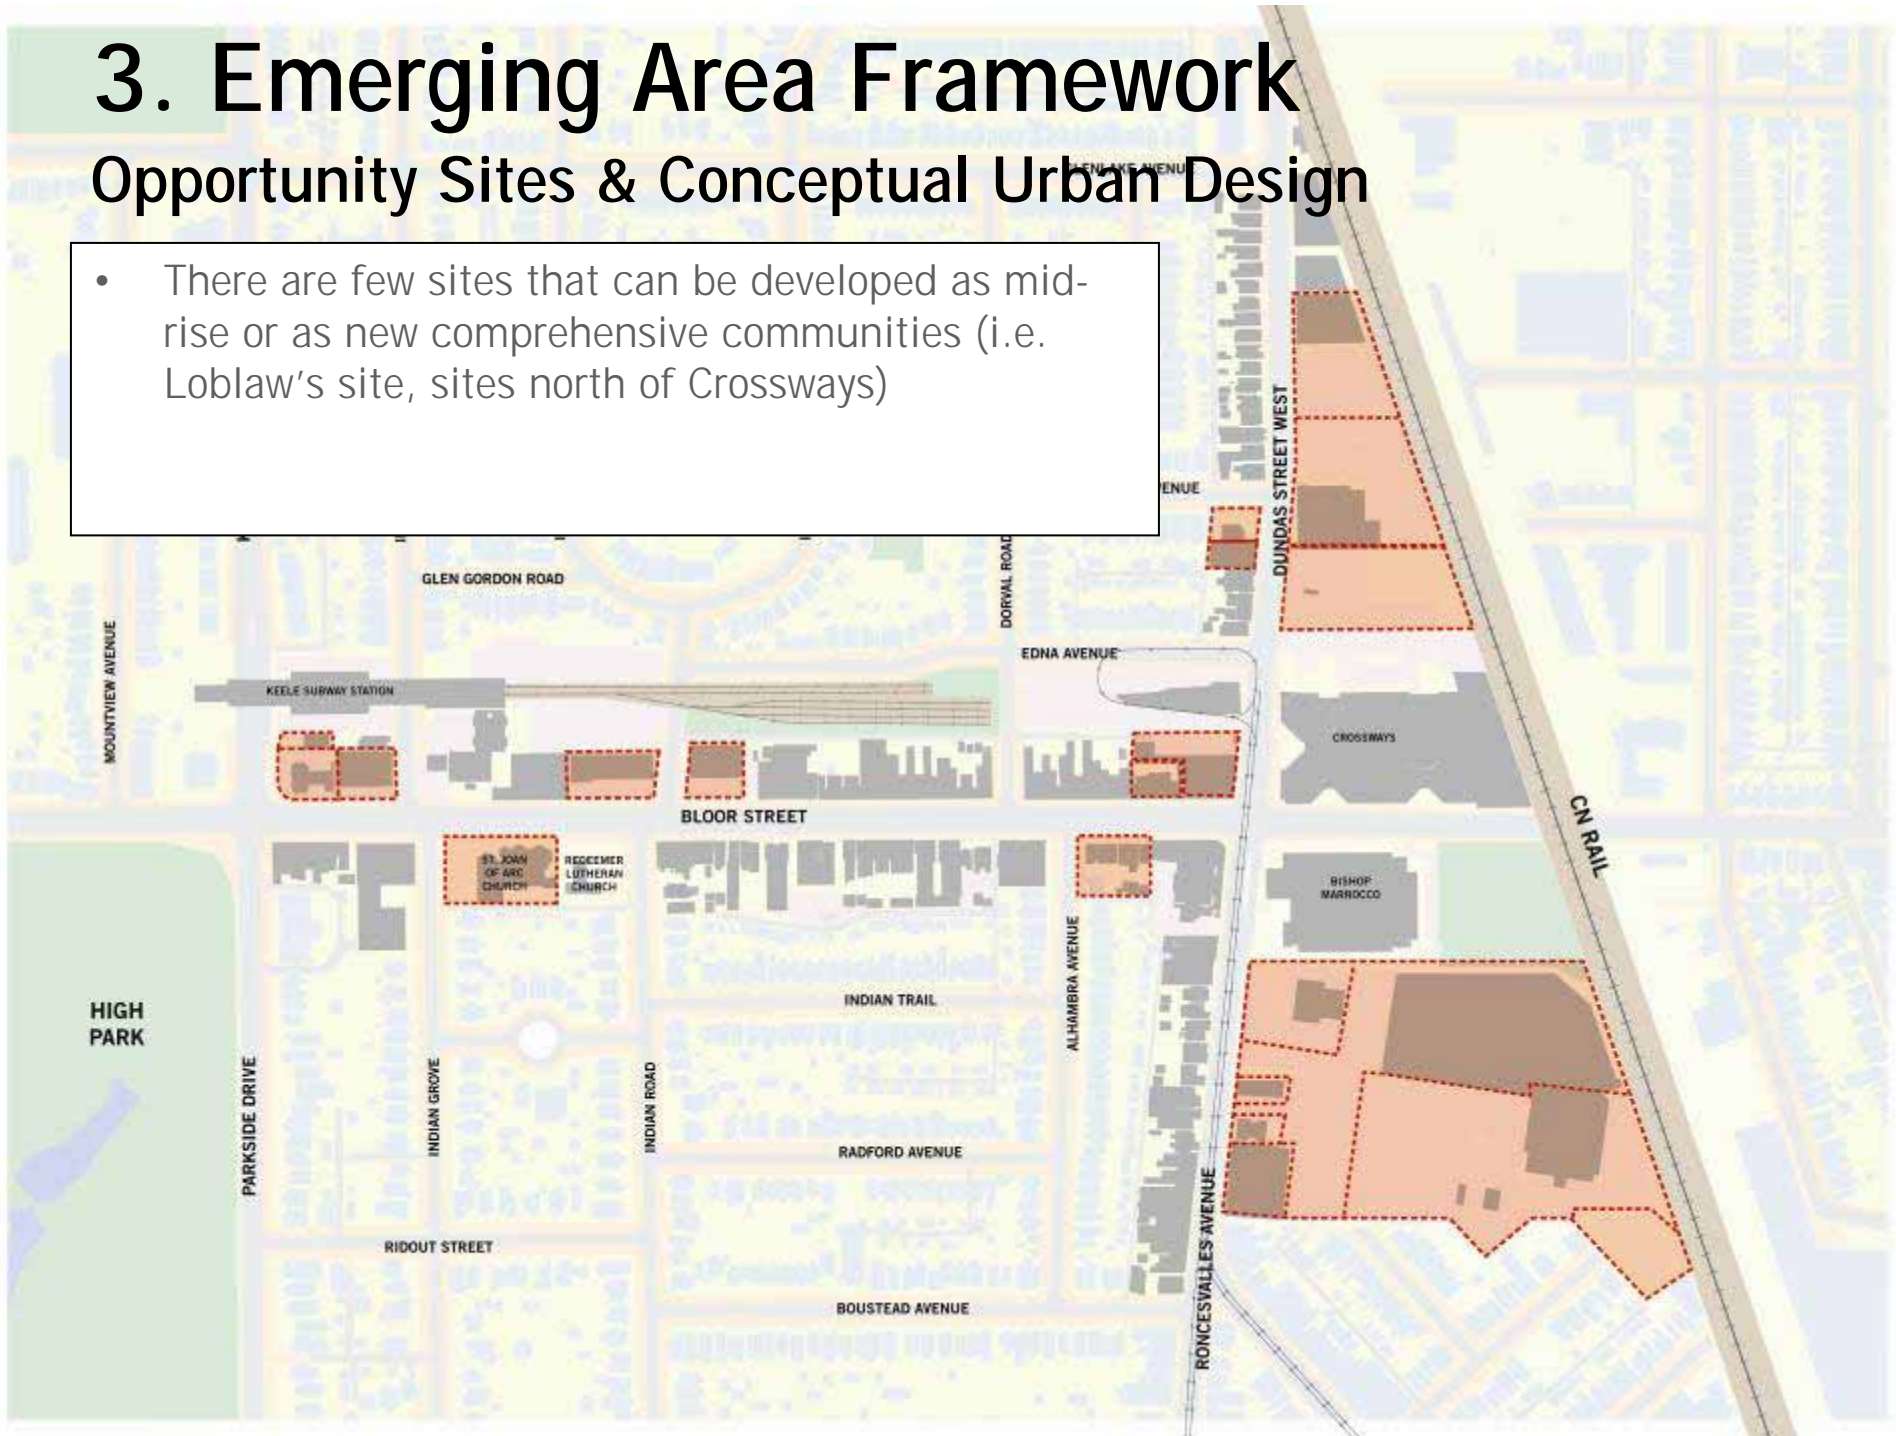 3. Emerging Area Framework
Opportunity Sites & Conceptual Urban Design
GLENLAKE AVENUE
• There are few sites that can be developed as mid-
rise or as new comprehensive communities (i.e.
Loblaw's site, sites north of Crossways)
DUNDAS STREET WEST
GLEN GORDON ROAD
DORVAL ROAD
MOUNTVIEW AVENUE
EDNA AVENUE
KEELE SUBWAY STATION
CROSSWAYS
BLOOR STREET
CN RAIL
ST. JOAN
OF ARC
CHURCH
REDEEMER
LUTHERAN
CHURCH
BISHOP
MARROCCO
ALHAMBRA AVENUE
INDIAN TRAIL
HIGH
PARK
PARKSIDE DRIVE
INDIAN GROVE
INDIAN ROAD
RADFORD AVENUE
RONCESVALLES AVENUE
RIDOUT STREET
BOUSTEAD AVENUE